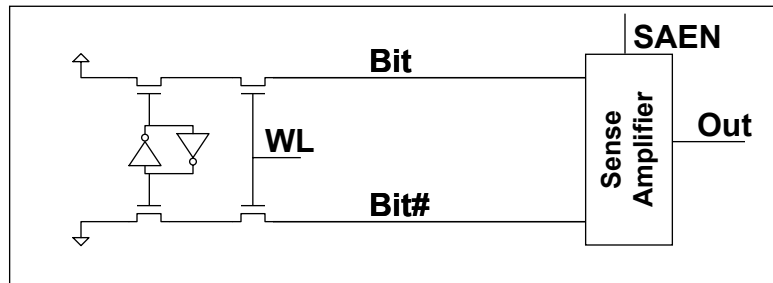 SAEN
Bit
WL
Out
Sense
Amplifier
Bit#